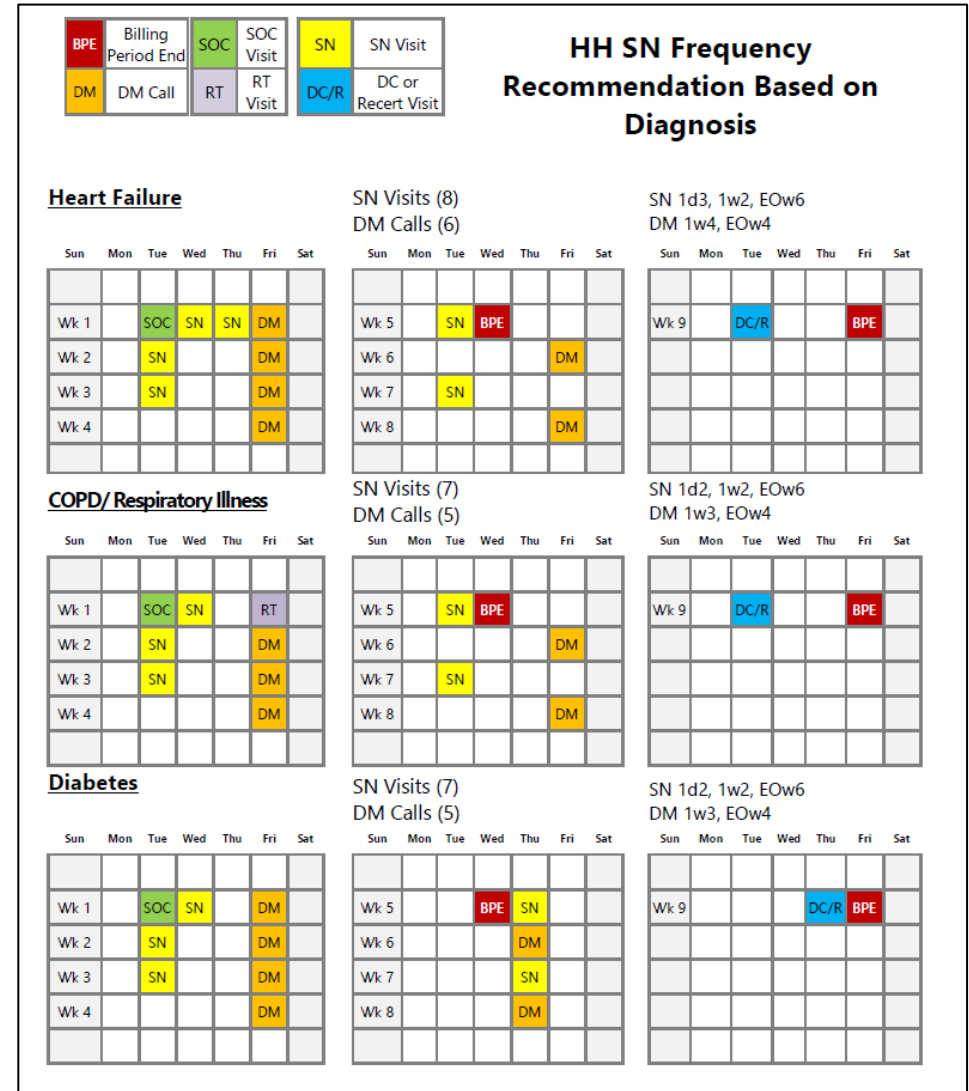 BPE Billing Period End SOC SOC Visit SN SN Visit
DM DM Call RT RT Visit DC/R DC or Recert Visit
HH SN Frequency
Recommendation Based on
Diagnosis
Heart Failure
SN Visits (8)
DM Calls (6)
SN 1d3, 1w2, EOw6
DM 1w4, EOw4
Sun Mon Tue Wed Thu Fri Sat Sun Mon Tue Wed Thu Fri Sat Sun Mon Tue Wed Thu Fri Sat
Wk 1 SOC SN SN DM Wk 5 SN BPE Wk 9 DC/R BPE
Wk 2 SN DM Wk 6 DM
Wk 3 SN DM Wk 7 SN
Wk 4 DM Wk 8 DM
COPD/ Respiratory Illness
SN Visits (7)
DM Calls (5)
SN 1d2, 1w2, EOw6
DM 1w3, EOw4
Sun Mon Tue Wed Thu Fri Sat Sun Mon Tue Wed Thu Fri Sat Sun Mon Tue Wed Thu Fri Sat
Wk 1 SOC SN RT Wk 5 SN BPE Wk 9 DC/R BPE
Wk 2 SN DM Wk 6 DM
Wk 3 SN DM Wk 7 SN
Wk 4 DM Wk 8 DM
Diabetes
SN Visits (7)
DM Calls (5)
SN 1d2, 1w2, EOw6
DM 1w3, EOw4
Sun Mon Tue Wed Thu Fri Sat Sun Mon Tue Wed Thu Fri Sat Sun Mon Tue Wed Thu Fri Sat
Wk 1 SOC SN DM Wk 5 BPE SN Wk 9 DC/R BPE
Wk 2 SN DM Wk 6 DM
Wk 3 SN DM Wk 7 SN
Wk 4 DM Wk 8 DM